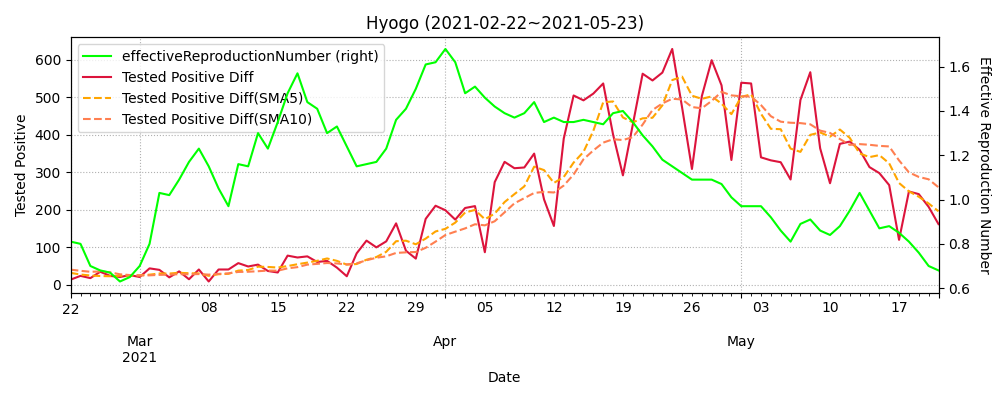 Hyogo (2021-02-22~2021-05-23)
effectiveReproductionNumber (right)
Tested Positive Diff
Tested Positive Diff(SMA5)
Tested Positive Diff(SMA10)
Tested Positive
600
500
400
300
200
100
0
1.6
1.4
1.2
1.0
0.8
0.6
Effective Reproduction Number
22 08 15 22 29 05 12 19 26 03 10 17
Mar Apr May
2021
Date